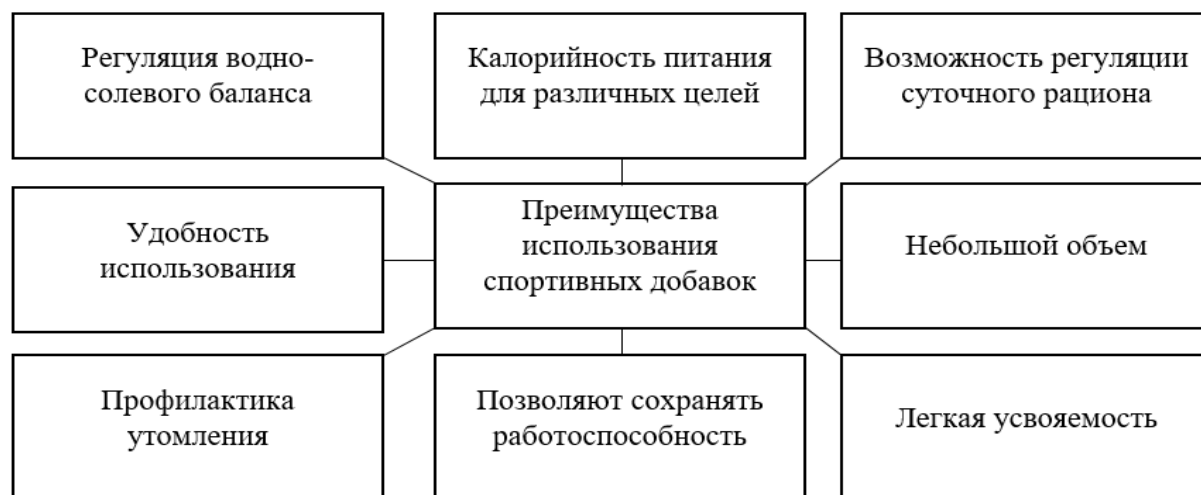 Регуляция водно-
солевого баланса
Калорийность питания
для различных целей
Возможность регуляции
суточного рациона
Удобность
использования
Преимущества
использования
спортивных добавок
Небольшой объем
Профилактика
утомления
Позволяют сохранять
работоспособность
Легкая усвояемость